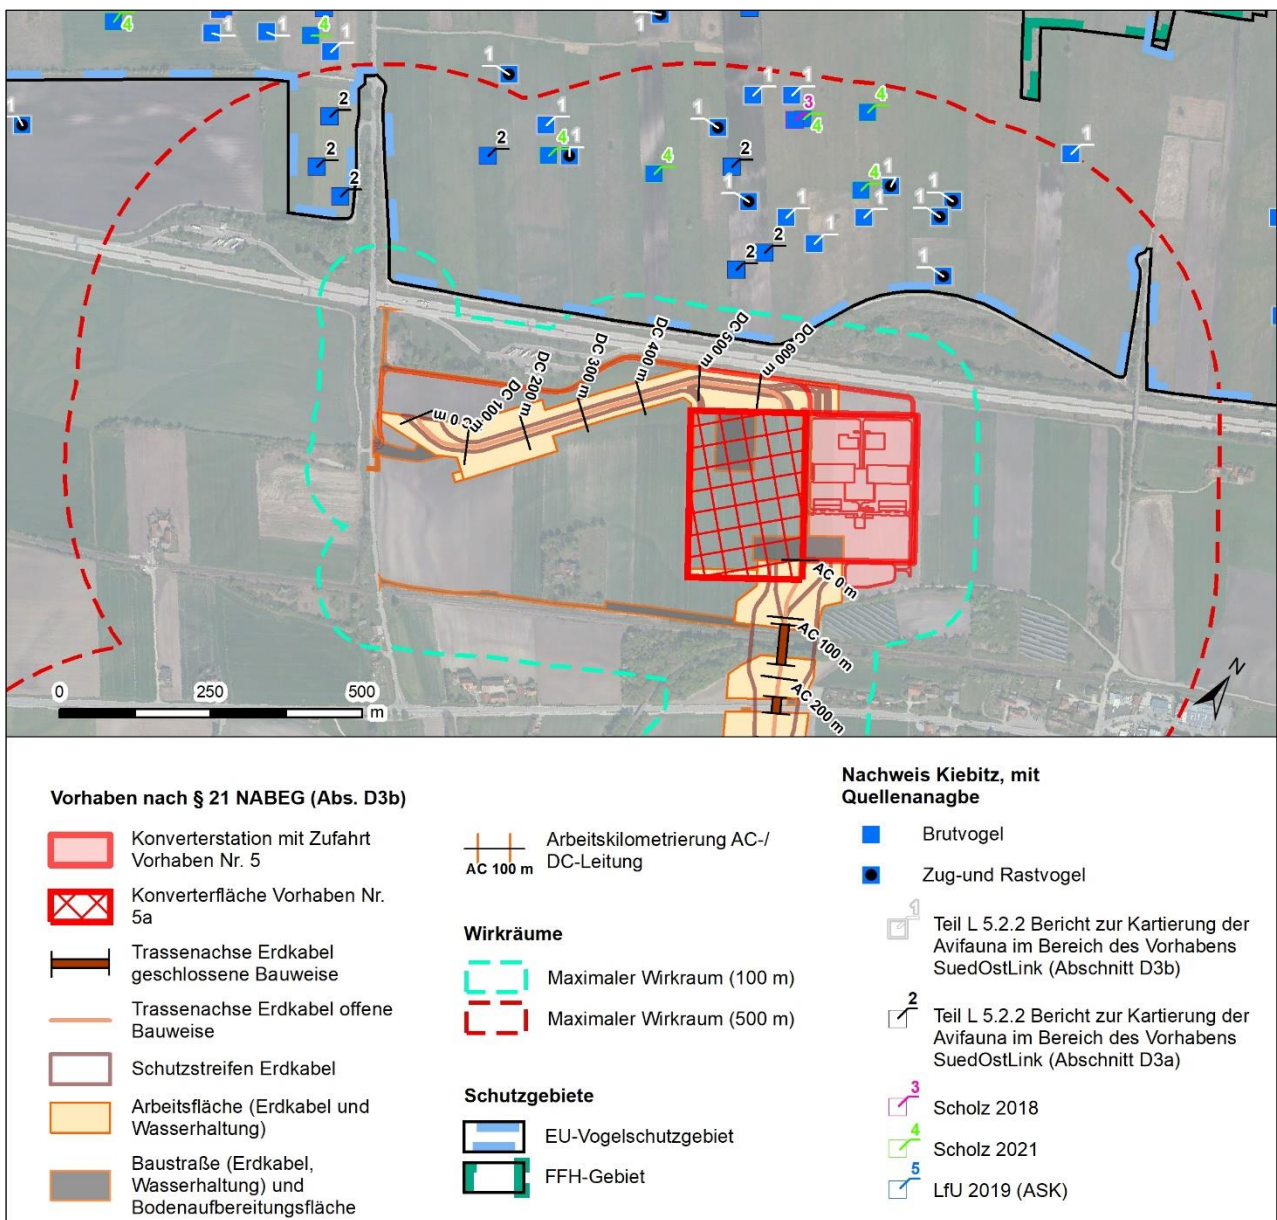 4
1
1
4
1
1
1
1
1
3
4
4
2
1
2
4
1
1
2
4
2
1
4
1
1
2
1
1
1
1
1
2
1
2
1
DC 0 m
DC 100 m
DC 200 m
DC 300 m
DC 400 m
DC 500 m
DC 600 m
AC 0 m
AC 100 m
AC 200 m
0 250 500
m
N
Vorhaben nach § 21 NABEG (Abs. D3b)
Konverterstation mit Zufahrt
Vorhaben Nr. 5
Konverterfläche Vorhaben Nr.
5a
Trassenachse Erdkabel
geschlossene Bauweise
Trassenachse Erdkabel offene
Bauweise
Schutzstreifen Erdkabel
Arbeitsfläche (Erdkabel und
Wasserhaltung)
Baustraße (Erdkabel,
Wasserhaltung) und
Bodenaufbereitungsfläche
AC 100 m
Arbeitskilometrierung AC-/
DC-Leitung
Wirkräume
Maximaler Wirkraum (100 m)
Maximaler Wirkraum (500 m)
Schutzgebiete
EU-Vogelschutzgebiet
FFH-Gebiet
Nachweis Kiebitz, mit
Quellenanagbe
Brutvogel
Zug-und Rastvogel
1
Teil L 5.2.2 Bericht zur Kartierung der
Avifauna im Bereich des Vorhabens
SuedOstLink (Abschnitt D3b)
2
Teil L 5.2.2 Bericht zur Kartierung der
Avifauna im Bereich des Vorhabens
SuedOstLink (Abschnitt D3a)
3
Scholz 2018
4
Scholz 2021
5
LfU 2019 (ASK)